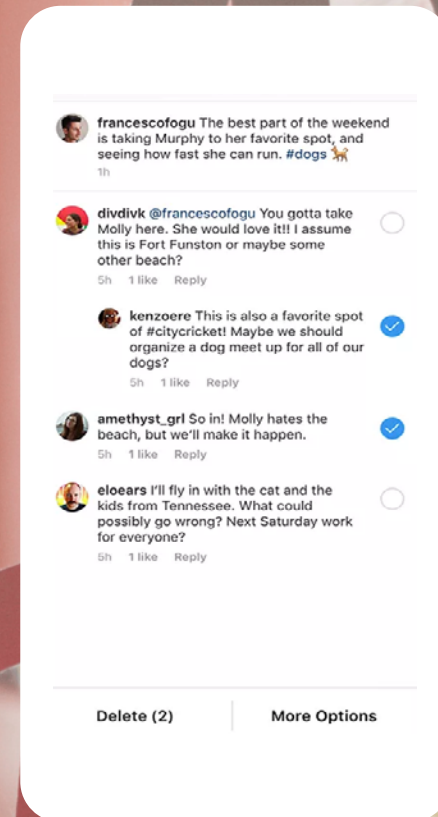 francescofogu The best part of the weekend
is taking Murphy to her favorite spot, and
seeing how fast she can run. #dogs 🐕
1h
divdivk @francescofogu You gotta take
Molly here. She would love it!! I assume
this is Fort Funston or maybe some
other beach?
5h 1 like Reply
kenzoere This is also a favorite spot
of #citycricket! Maybe we should
organize a dog meet up for all of our
dogs?
5h 1 like Reply
amethyst_grl So in! Molly hates the
beach, but we'll make it happen.
5h 1 like Reply
eloears I'll fly in with the cat and the
kids from Tennessee. What could
possibly go wrong? Next Saturday work
for everyone?
5h 1 like Reply
Delete (2) More Options